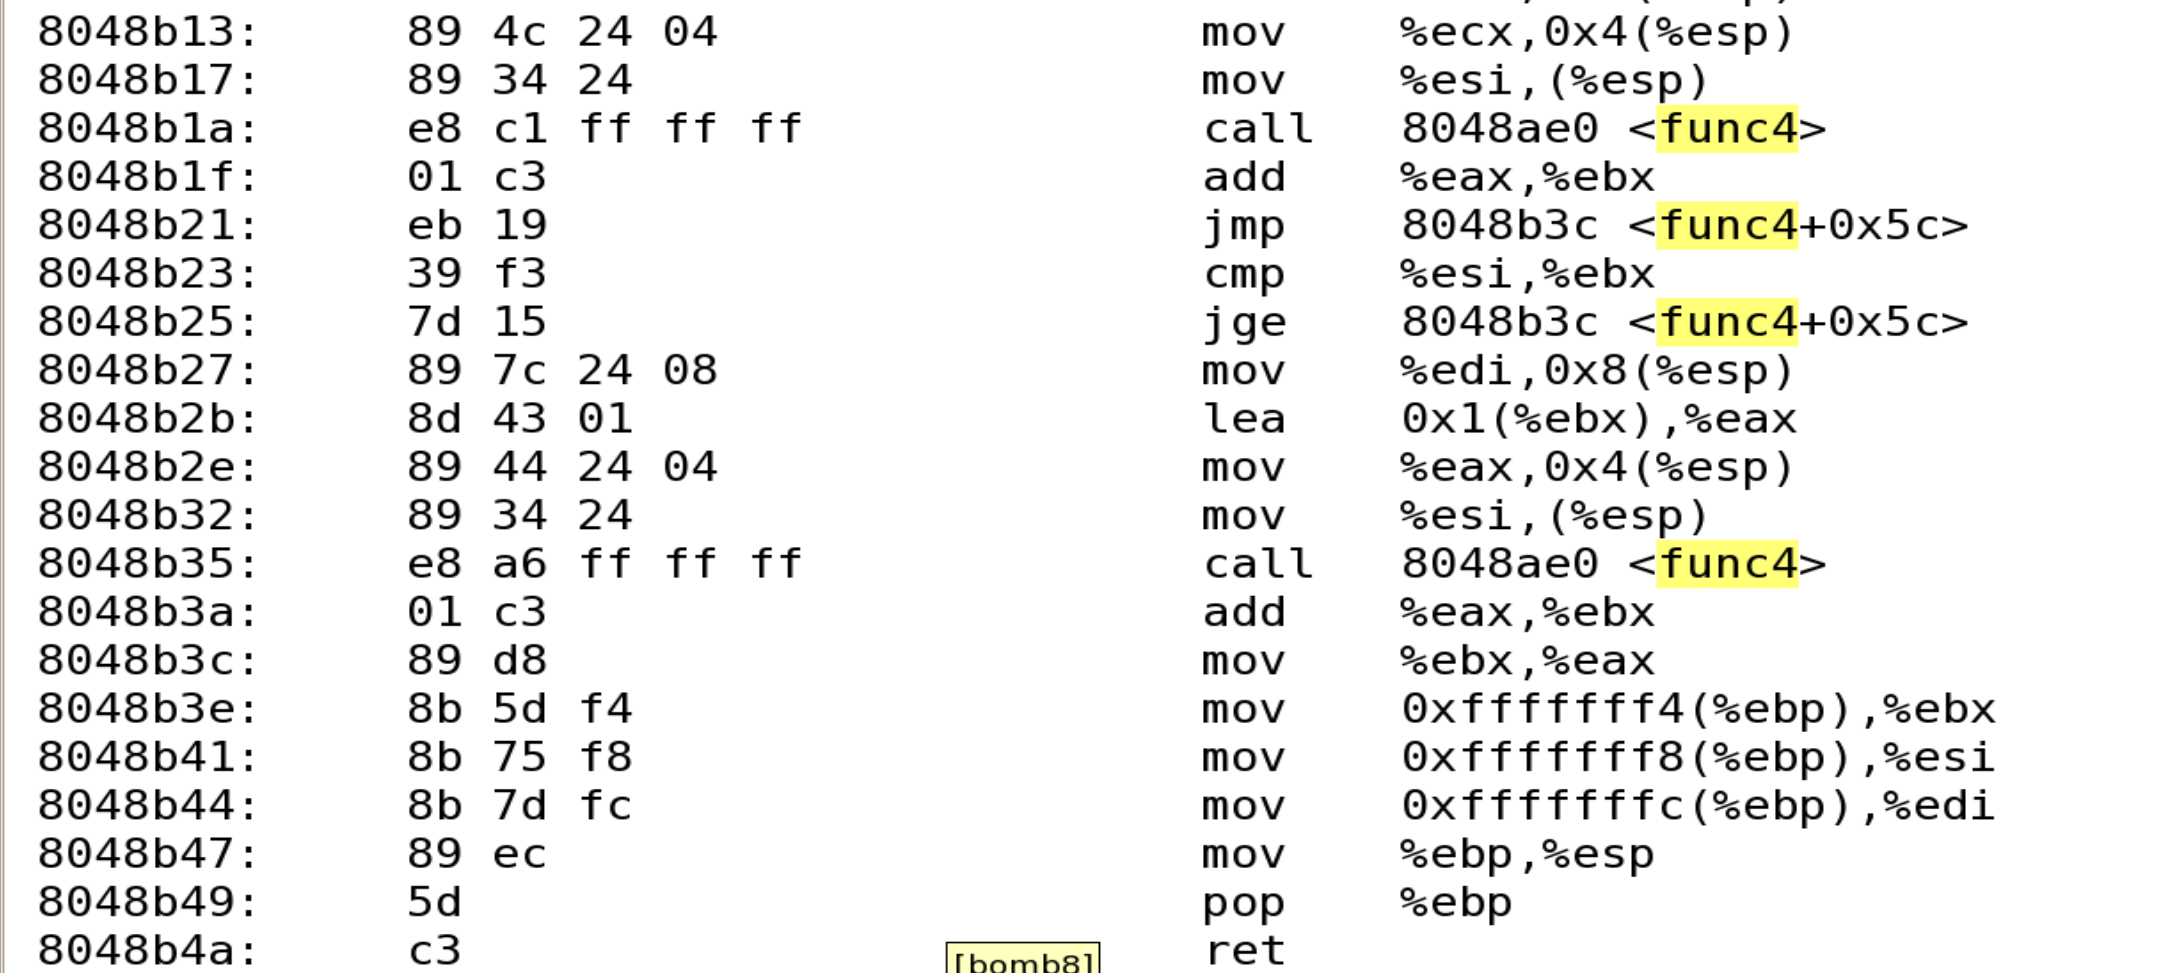 8048b13: 89 4c 24 04 mov %ecx,0x4(%esp)
8048b17: 89 34 24 mov %esi,(%esp)
8048b1a: e8 c1 ff ff ff call 8048ae0 <func4>
8048b1f: 01 c3 add %eax,%ebx
8048b21: eb 19 jmp 8048b3c <func4+0x5c>
8048b23: 39 f3 cmp %esi,%ebx
8048b25: 7d 15 jge 8048b3c <func4+0x5c>
8048b27: 89 7c 24 08 mov %edi,0x8(%esp)
8048b2b: 8d 43 01 lea 0x1(%ebx),%eax
8048b2e: 89 44 24 04 mov %eax,0x4(%esp)
8048b32: 89 34 24 mov %esi,(%esp)
8048b35: e8 a6 ff ff ff call 8048ae0 <func4>
8048b3a: 01 c3 add %eax,%ebx
8048b3c: 89 d8 mov %ebx,%eax
8048b3e: 8b 5d f4 mov 0xfffffff4(%ebp),%ebx
8048b41: 8b 75 f8 mov 0xfffffff8(%ebp),%esi
8048b44: 8b 7d fc mov 0xfffffffc(%ebp),%edi
8048b47: 89 ec mov %ebp,%esp
8048b49: 5d pop %ebp
8048b4a: c3 ret
[bomb8]